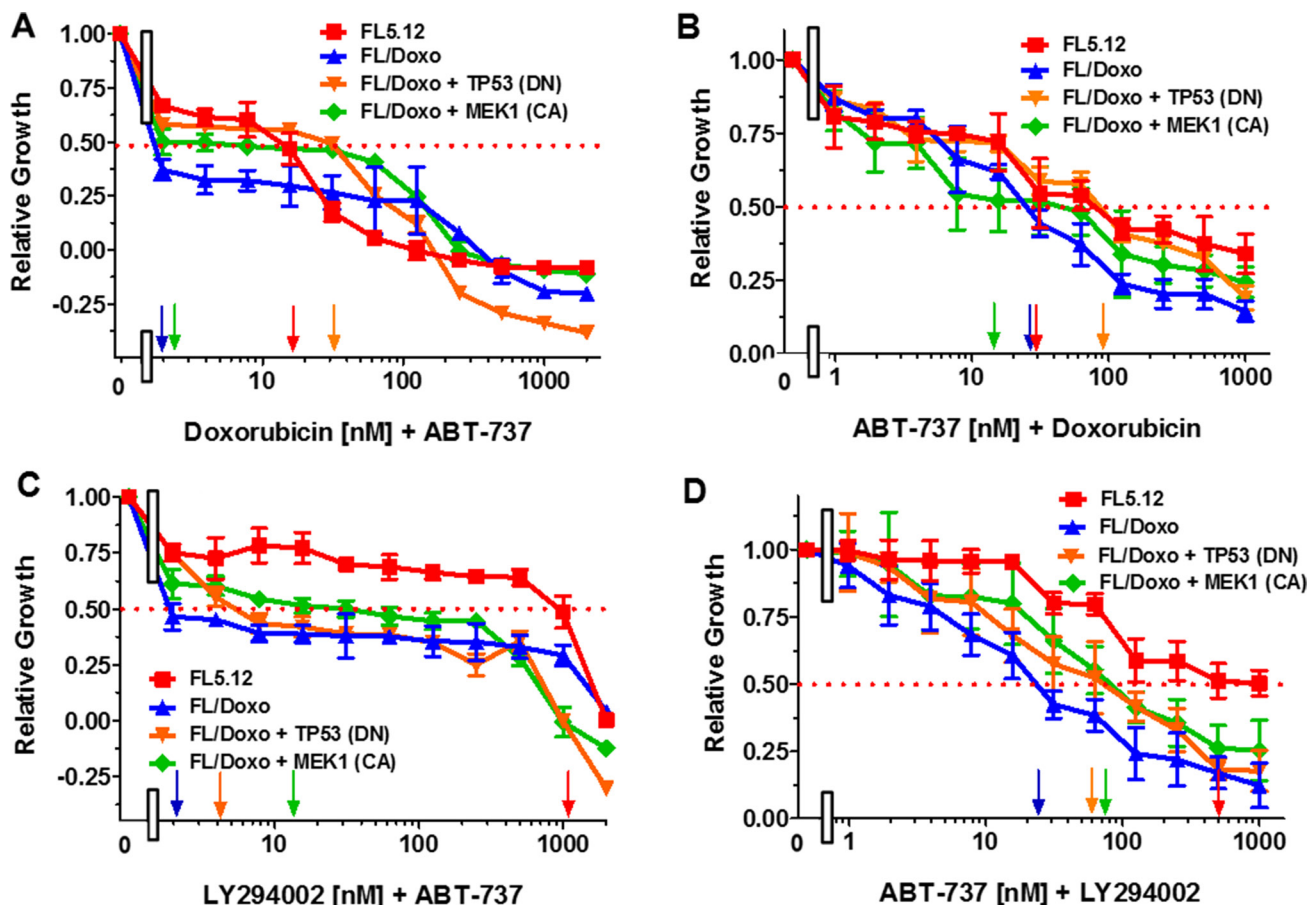 A
FL5.12
FL/Doxo
FL/Doxo + TP53 (DN)
FL/Doxo + MEK1 (CA)
Relative Growth
1.00
0.75
0.50
0.25
0.00
-0.25
0
10
100
1000
Doxorubicin [nM] + ABT-737
B
FL5.12
FL/Doxo
FL/Doxo + TP53 (DN)
FL/Doxo + MEK1 (CA)
Relative Growth
1.00
0.75
0.50
0.25
0.00
0
1
10
100
1000
ABT-737 [nM] + Doxorubicin
C
Relative Growth
1.00
0.75
0.50
0.25
0.00
-0.25
FL5.12
FL/Doxo
FL/Doxo + TP53 (DN)
FL/Doxo + MEK1 (CA)
0
10
100
1000
LY294002 [nM] + ABT-737
D
FL5.12
FL/Doxo
FL/Doxo + TP53 (DN)
FL/Doxo + MEK1 (CA)
Relative Growth
1.00
0.75
0.50
0.25
0.00
0
1
10
100
1000
ABT-737 [nM] + LY294002